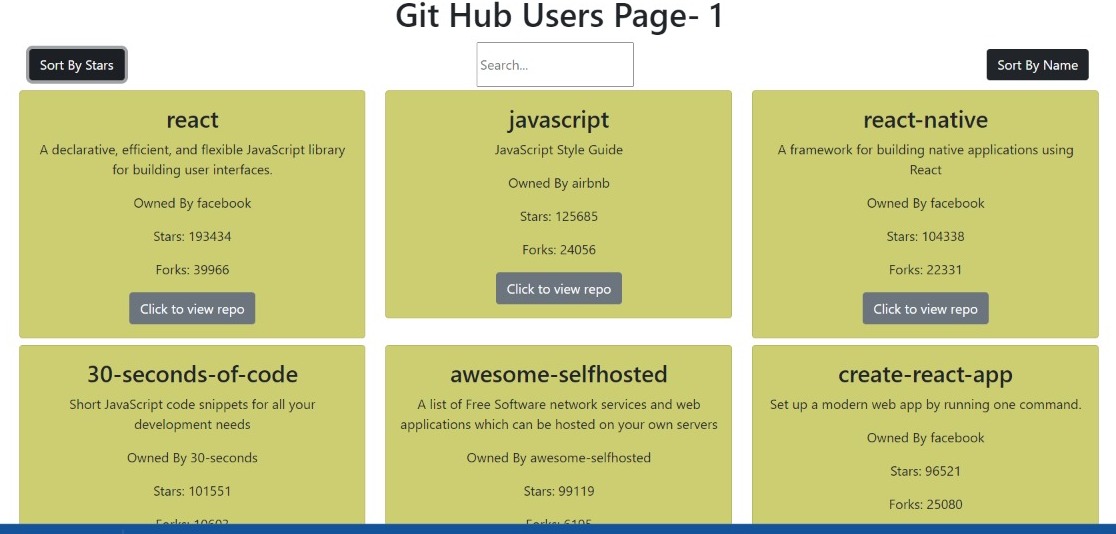 Git Hub Users Page- 1
Sort By Stars
Search...
Sort By Name
react
A declarative, efficient, and flexible JavaScript library
for building user interfaces.
Owned By facebook
Stars: 193434
Forks: 39966
Click to view repo
javascript
JavaScript Style Guide
Owned By airbnb
Stars: 125685
Forks: 24056
Click to view repo
react-native
A framework for building native applications using
React
Owned By facebook
Stars: 104338
Forks: 22331
Click to view repo
30-seconds-of-code
Short JavaScript code snippets for all your
development needs
Owned By 30-seconds
Stars: 101551
Forks:
awesome-selfhosted
A list of Free Software network services and web
applications which can be hosted on your own servers
Owned By awesome-selfhosted
Stars: 99119
Forks:
create-react-app
Set up a modern web app by running one command.
Owned By facebook
Stars: 96521
Forks: 25080